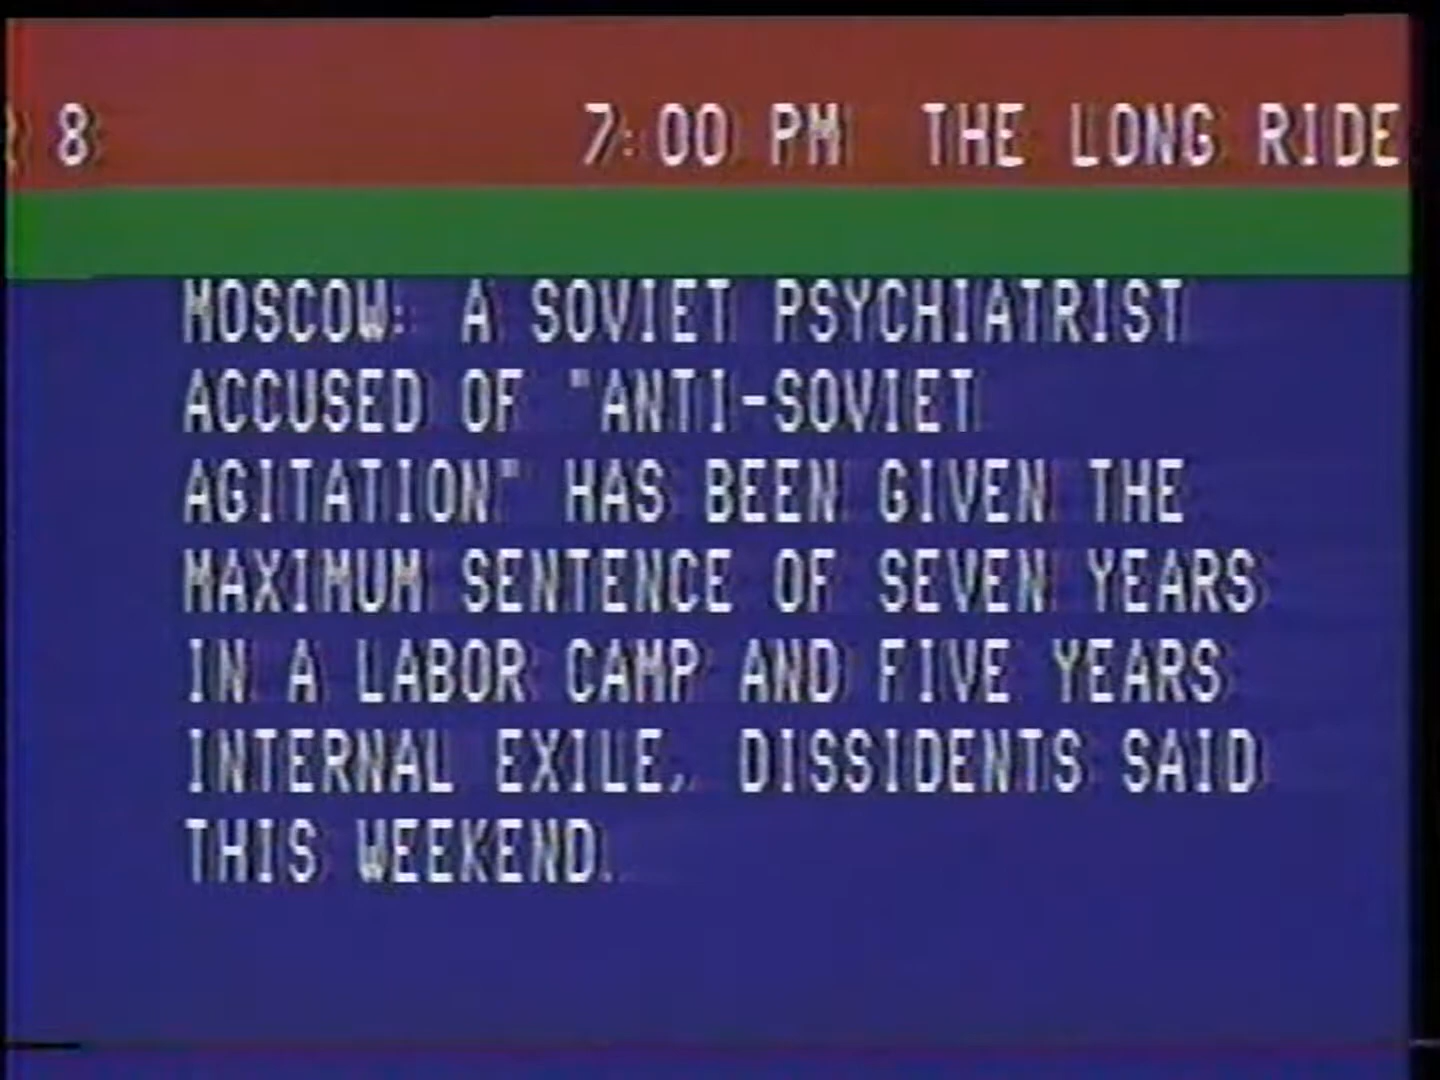 8 7:00 PM THE LONG RIDE
MOSCOW: A SOVIET PSYCHIATRIST
ACCUSED OF "ANTI-SOVIET
AGITATION" HAS BEEN GIVEN THE
MAXIMUM SENTENCE OF SEVEN YEARS
IN A LABOR CAMP AND FIVE YEARS
INTERNAL EXILE, DISSIDENTS SAID
THIS WEEKEND.